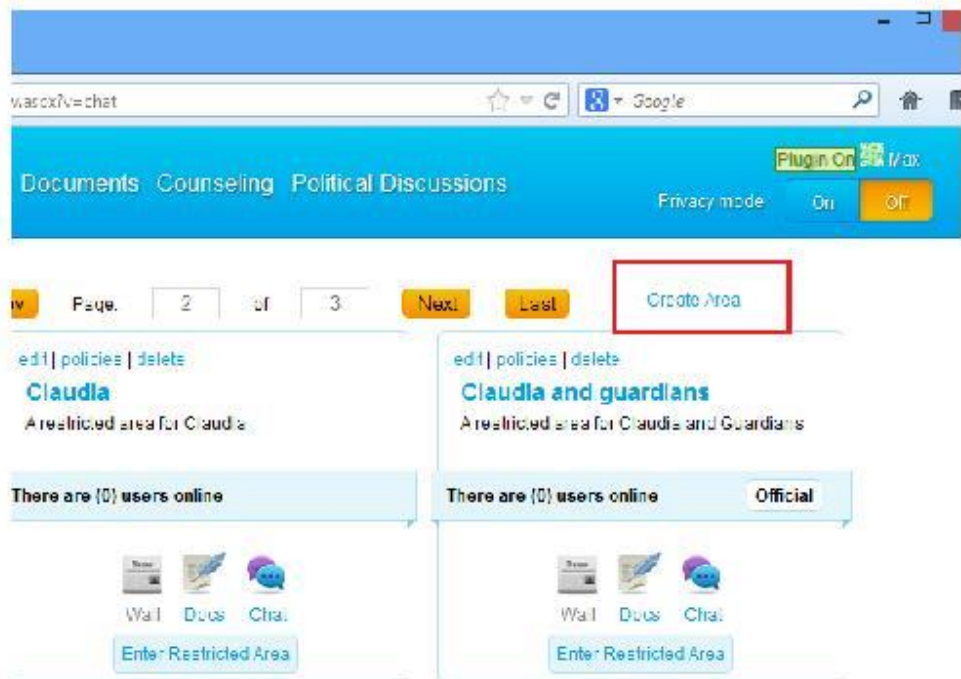 ?v=chat
Google
Plugin On Max
Documents Counseling Political Discussions
Privacy mode On Off
Page. 2 of 3 Next Last Create Area
edit | policies | delete
Claudia
A restricted area for Claudia
There are (0) users online
Wall Docs Chat
Enter Restricted Area
edit | policies | delete
Claudia and guardians
A restricted area for Claudia and Guardians
There are (0) users online Official
Wall Docs Chat
Enter Restricted Area